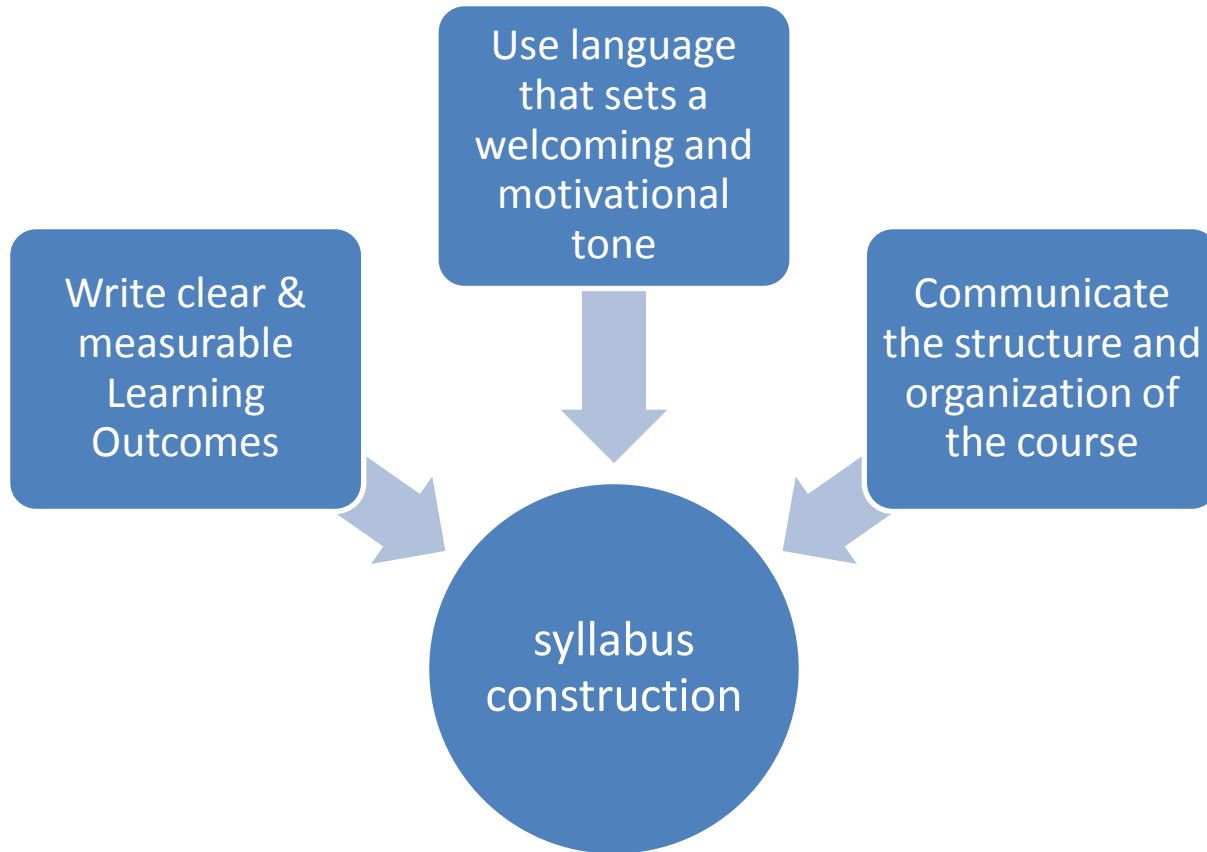 Use language
that sets a
welcoming and
motivational
tone
Write clear &
measurable
Learning
Outcomes
Communicate
the structure and
organization of
the course
syllabus
construction